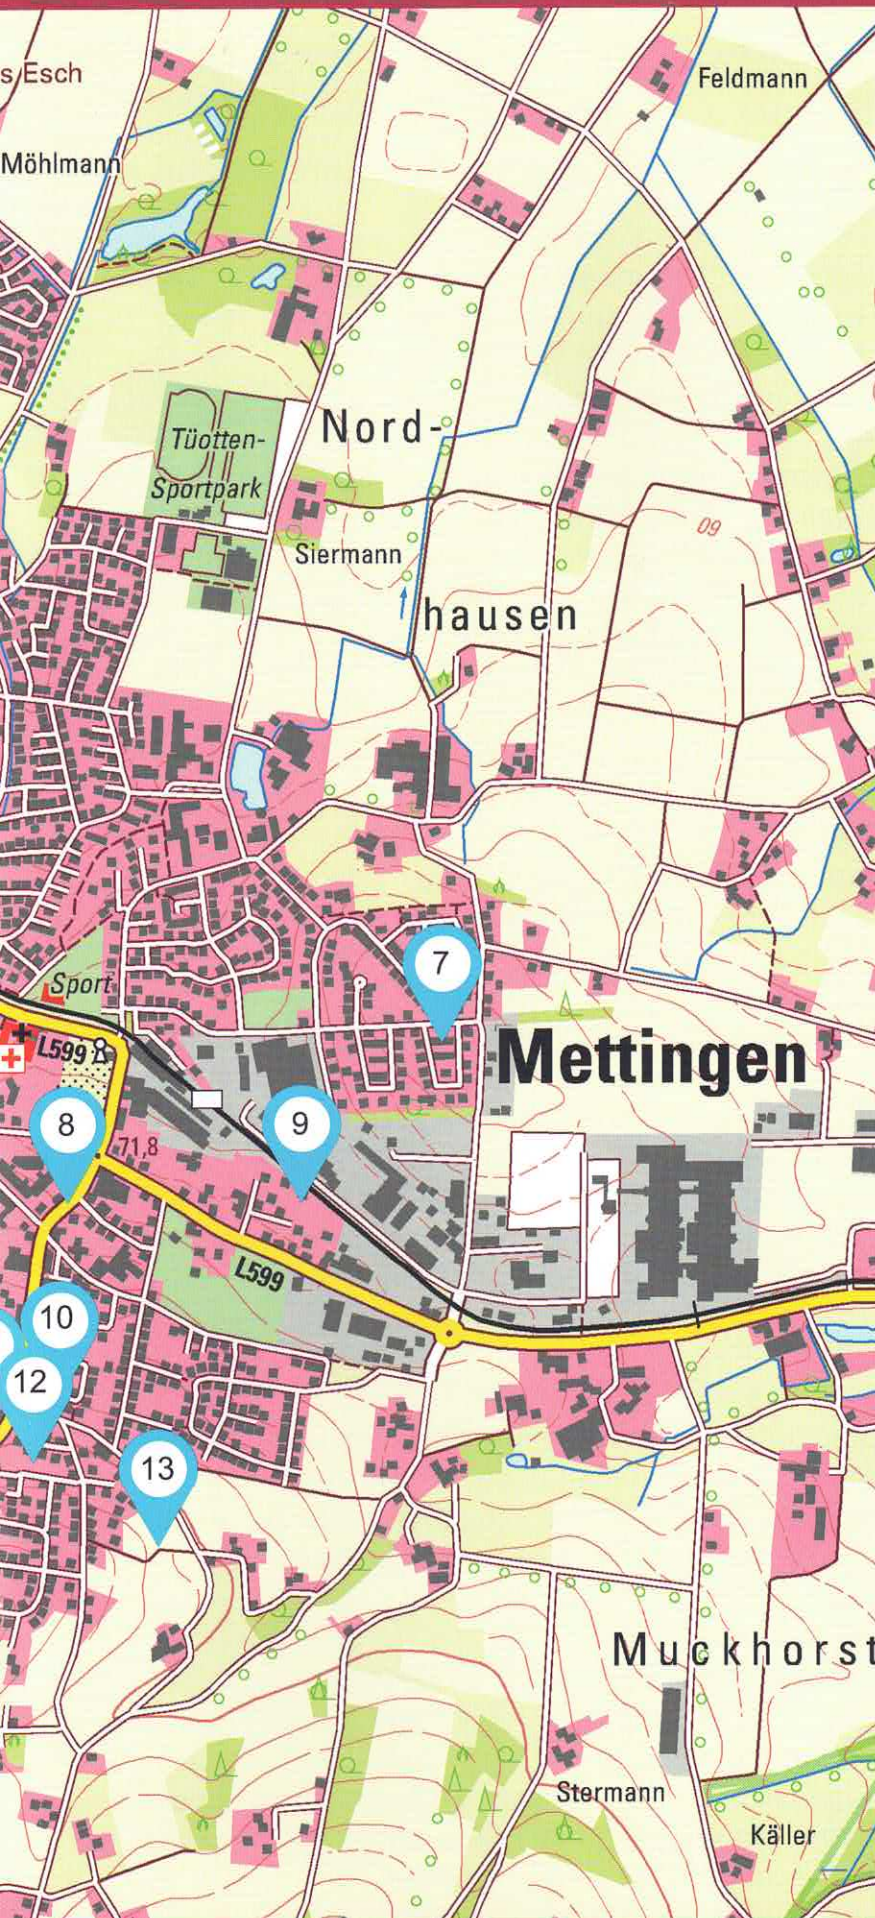 s Esch
Feldmann
Möhlmann
Nord-
Tüotten-
Sportpark
Siermann
60
hausen
7
Sport
L599
Mettingen
8
9
71,8
L599
10
12
13
Muckhorst
Stermann
Käller